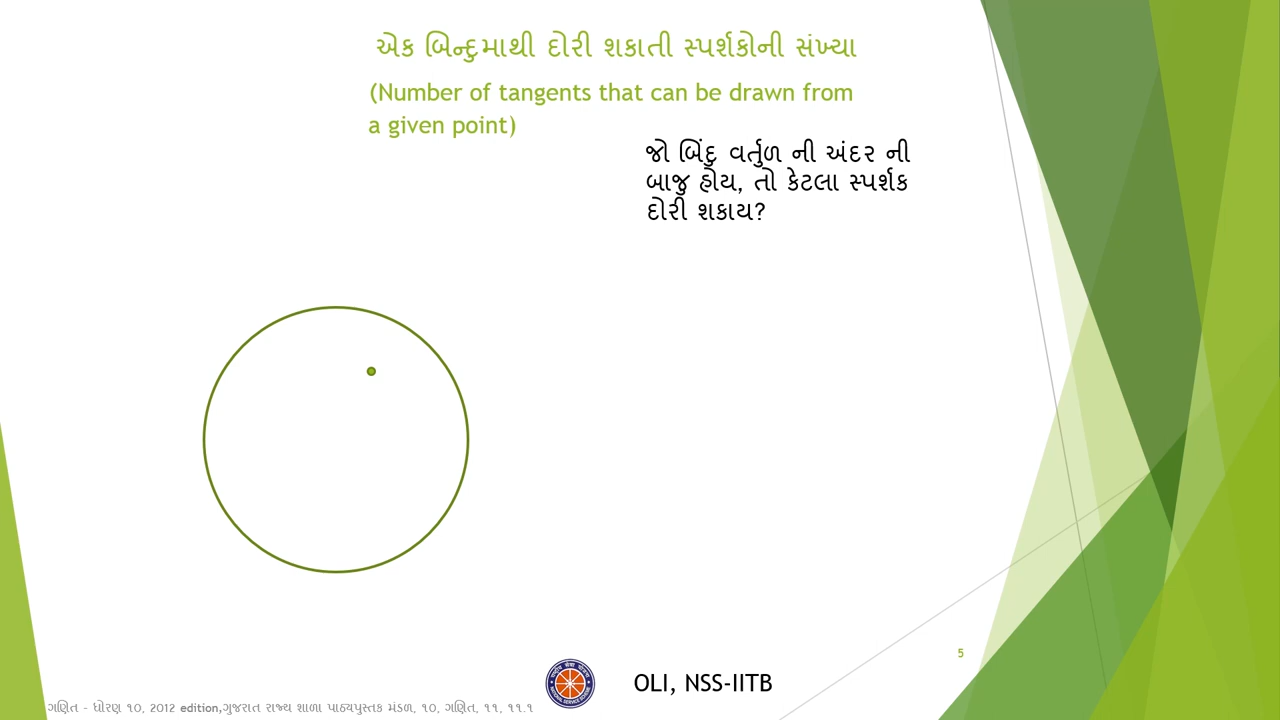 એક બિન્દુમાથી દોરી શકાતી સ્પર્શકોની સંખ્યા
(Number of tangents that can be drawn from
a given point)
જો બિંદુ વર્તુળ ની અંદર ની
બાજુ હોય, તો કેટલા સ્પર્શક
દોરી શકાય?
5
OLI, NSS-IITB
ગણિત - ધોરણ ૧૦, 2012 edition,ગુજરાત રાજ્ય શાળા પાઠ્યપુસ્તક મંડળ, ૧૦, ગણિત, ૧૧, ૧૧.૧